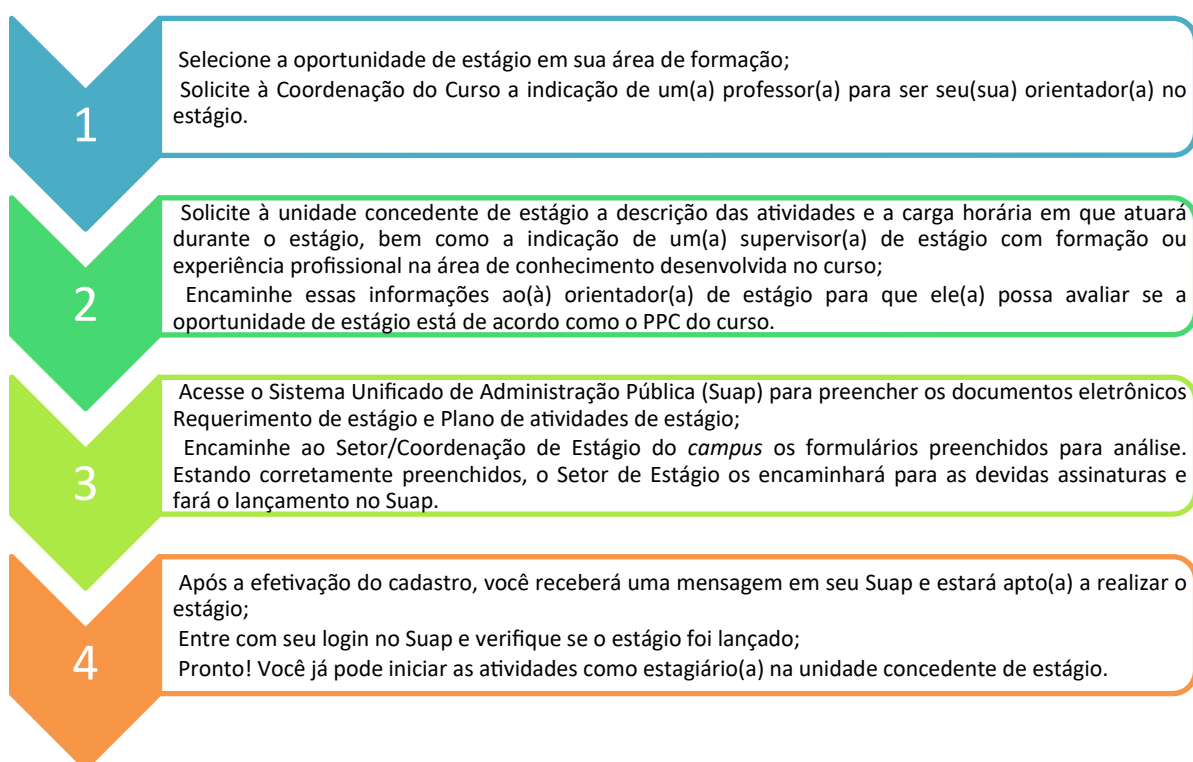 1
Selecione a oportunidade de estágio em sua área de formação;
Solicite à Coordenação do Curso a indicação de um(a) professor(a) para ser seu(sua) orientador(a) no
estágio.
2
Solicite à unidade concedente de estágio a descrição das atividades e a carga horária em que atuará
durante o estágio, bem como a indicação de um(a) supervisor(a) de estágio com formação ou
experiência profissional na área de conhecimento desenvolvida no curso;
Encaminhe essas informações ao(à) orientador(a) de estágio para que ele(a) possa avaliar se a
oportunidade de estágio está de acordo como o PPC do curso.
3
Acesse o Sistema Unificado de Administração Pública (Suap) para preencher os documentos eletrônicos
Requerimento de estágio e Plano de atividades de estágio;
Encaminhe ao Setor/Coordenação de Estágio do campus os formulários preenchidos para análise.
Estando corretamente preenchidos, o Setor de Estágio os encaminhará para as devidas assinaturas e
fará o lançamento no Suap.
4
Após a efetivação do cadastro, você receberá uma mensagem em seu Suap e estará apto(a) a realizar o
estágio;
Entre com seu login no Suap e verifique se o estágio foi lançado;
Pronto! Você já pode iniciar as atividades como estagiário(a) na unidade concedente de estágio.